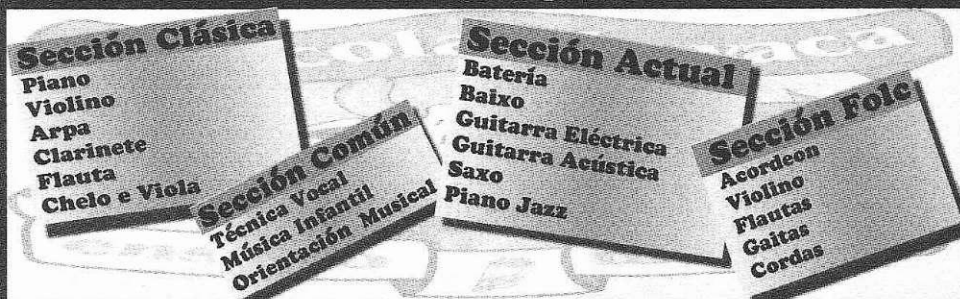 Sección Clásica
Piano
Violino
Arpa
Clarinete
Flauta
Chelo e Viola
Sección Común
Técnica Vocal
Música Infantil
Orientación Musical
Sección Actual
Batería
Baixo
Guitarra Eléctrica
Guitarra Acústica
Saxo
Piano Jazz
Sección Folc
Acordeon
Violino
Flautas
Gaitas
Cordas